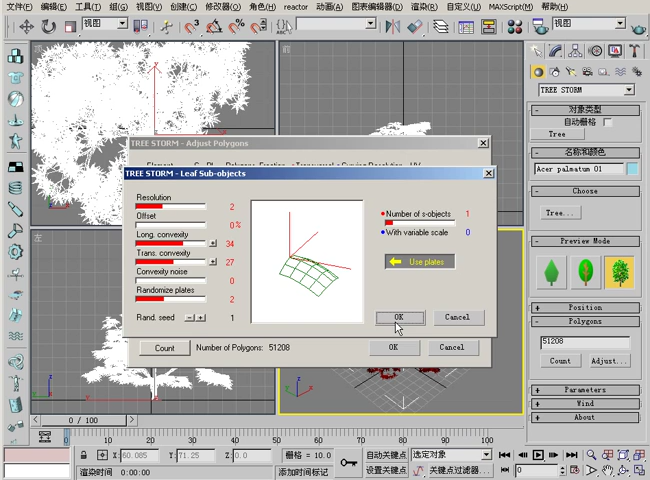 文件(F) 编辑(E) 工具(T) 组(G) 视图(V) 创建(C) 修改器(O) 角色(H) reactor 动画(A) 图表编辑器(D) 渲染(R) 自定义(U) MAXScript(M) 帮助(H)
视图 视图
TREE STORM
对象类型
自动栅格
Tree
名称和颜色
Acer palmatum 01
Choose
Tree...
Preview Mode
Position
Polygons
51208
Count Adjust...
Parameters
Wind
About
TREE STORM - Adjust Polygons
TREE STORM - Leaf Sub-objects
Resolution 2
Offset 0%
Long. convexity 34
Trans. convexity 27
Convexity noise 0
Randomize plates 2
Rand. seed 1
Number of s-objects 1
With variable scale 0
Use plates
OK Cancel
Count Number of Polygons: 51208 OK Cancel
左
0 / 100
0 10 20 30 40 50 60 70 80 90 100
X: 60.085 Y: 71.25 Z: 0.0 栅格 = 10.0 自动关键点 选定对象
渲染时间 0:00:00 添加时间标记 设置关键点 关键点过滤器... 0